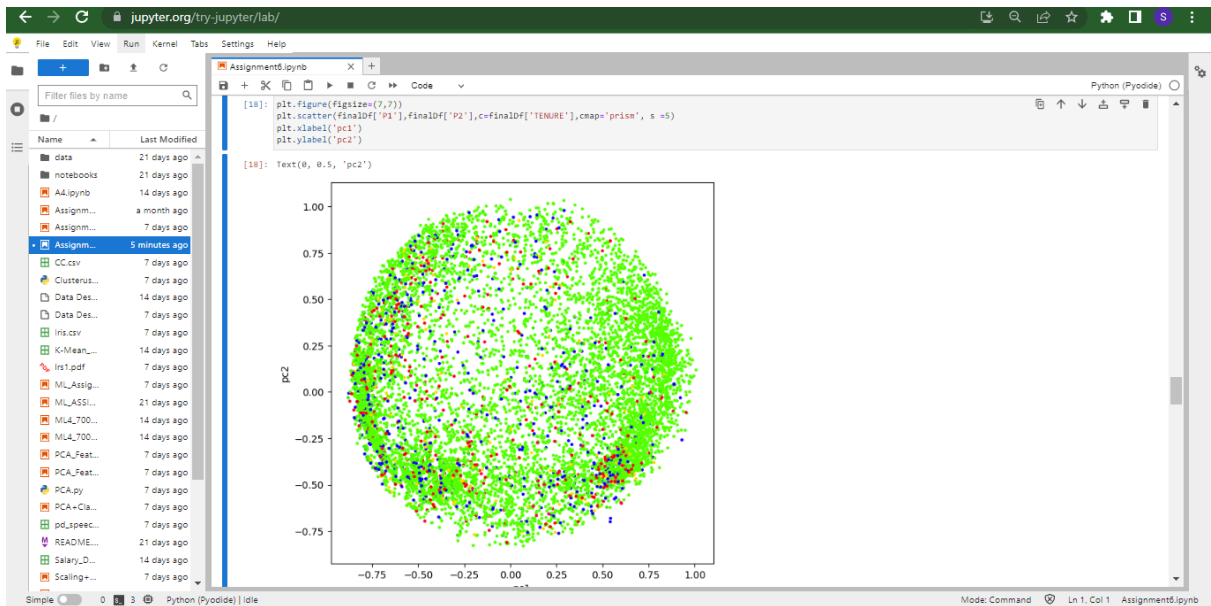 jupyter.org/try-jupyter/lab/
S
File Edit View Run Kernel Tabs Settings Help
Filter files by name
/
Name Last Modified
data 21 days ago
notebooks 21 days ago
A4.ipynb 14 days ago
Assignm... a month ago
Assignm... 7 days ago
Assignm... 5 minutes ago
CC.csv 7 days ago
Clusterus... 7 days ago
Data Des... 14 days ago
Data Des... 7 days ago
Iris.csv 7 days ago
K-Mean_... 14 days ago
Irs1.pdf 7 days ago
ML_Assig... 7 days ago
ML_ASSI... 21 days ago
ML4_700... 14 days ago
ML4_700... 14 days ago
PCA_Feat... 7 days ago
PCA_Feat... 7 days ago
PCA.py 7 days ago
PCA+Cla... 7 days ago
pd_speec... 7 days ago
README.... 21 days ago
Salary_D... 14 days ago
Scaling+... 7 days ago
Assignment6.ipynb
Code
Python (Pyodide)
[18]: plt.figure(figsize=(7,7))
plt.scatter(finalDf['P1'],finalDf['P2'],c=finalDf['TENURE'],cmap='prism', s =5)
plt.xlabel('pc1')
plt.ylabel('pc2')
[18]: Text(0, 0.5, 'pc2')
1.00
0.75
0.50
0.25
0.00
−0.25
−0.50
−0.75
pc2
−0.75 −0.50 −0.25 0.00 0.25 0.50 0.75 1.00
Simple 0 3 Python (Pyodide) | Idle
Mode: Command Ln 1, Col 1 Assignment6.ipynb